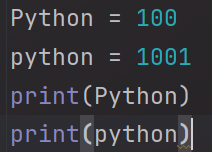 Python = 100
python = 1001
print(Python)
print(python)